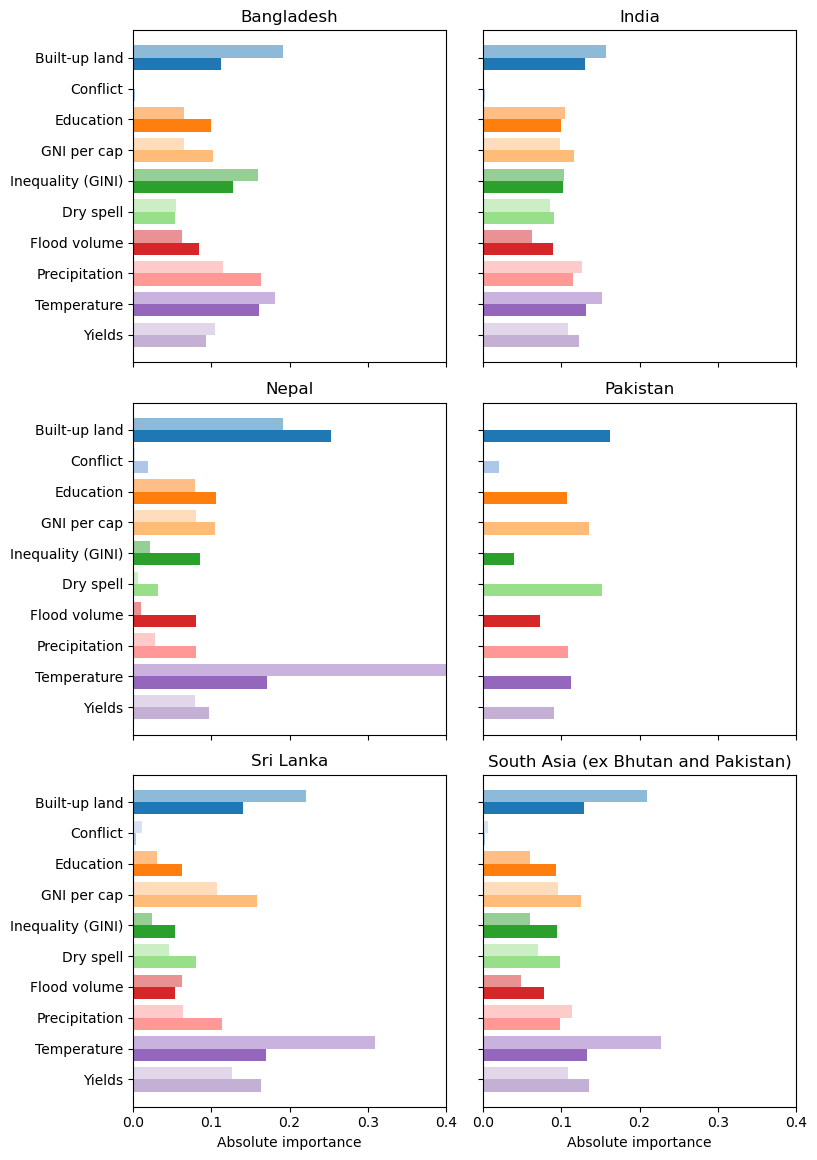 Bangladesh
India
Built-up land
Conflict
Education
GNI per cap
Inequality (GINI)
Dry spell
Flood volume
Precipitation
Temperature
Yields
Nepal
Pakistan
Built-up land
Conflict
Education
GNI per cap
Inequality (GINI)
Dry spell
Flood volume
Precipitation
Temperature
Yields
Sri Lanka
South Asia (ex Bhutan and Pakistan)
Built-up land
Conflict
Education
GNI per cap
Inequality (GINI)
Dry spell
Flood volume
Precipitation
Temperature
Yields
0.0 0.1 0.2 0.3 0.4
0.0 0.1 0.2 0.3 0.4
Absolute importance
Absolute importance